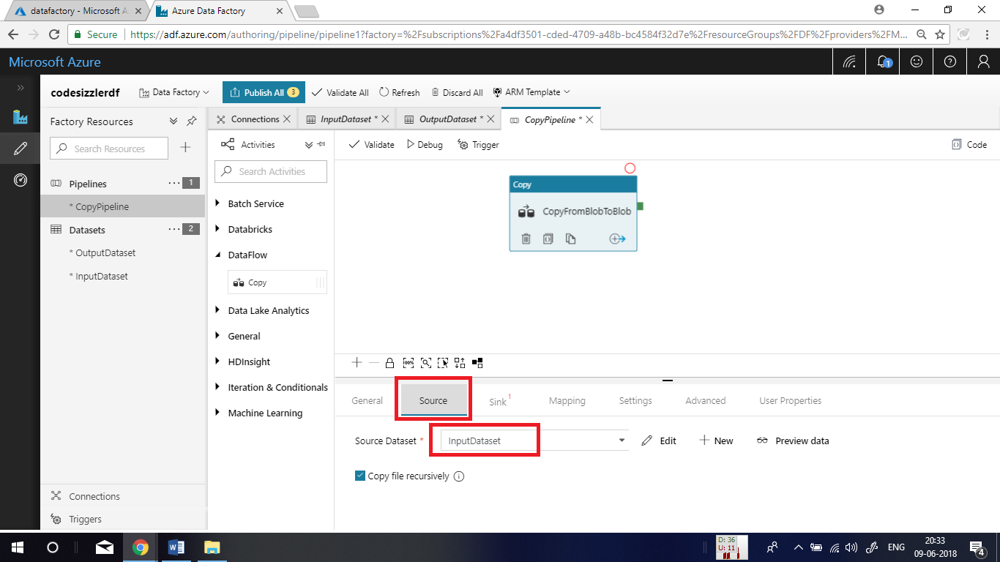 datafactory - Microsoft A
Azure Data Factory
Secure
https://adf.azure.com/authoring/pipeline/pipeline1?factory=%2Fsubscriptions%2Fa4df3501-cded-4709-a48b-bc4584f32d7e%2FresourceGroups%2FDF%2Fproviders%2FM...
Microsoft Azure
1
codesizzlerdf
Data Factory
Publish All 3
Validate All
Refresh
Discard All
ARM Template
Factory Resources
Connections
InputDataset *
OutputDataset *
CopyPipeline *
Search Resources
Pipelines
1
* CopyPipeline
Datasets
2
* OutputDataset
* InputDataset
Connections
Triggers
Activities
Search Activities
Batch Service
Databricks
DataFlow
Copy
Data Lake Analytics
General
HDInsight
Iteration & Conditionals
Machine Learning
Validate
Debug
Trigger
Code
Copy
CopyFromBlobToBlob
100%
General
Source
Sink 1
Mapping
Settings
Advanced
User Properties
Source Dataset *
InputDataset
Edit
New
Preview data
Copy file recursively
D: 36
U: 11
ENG
20:33
09-06-2018
4